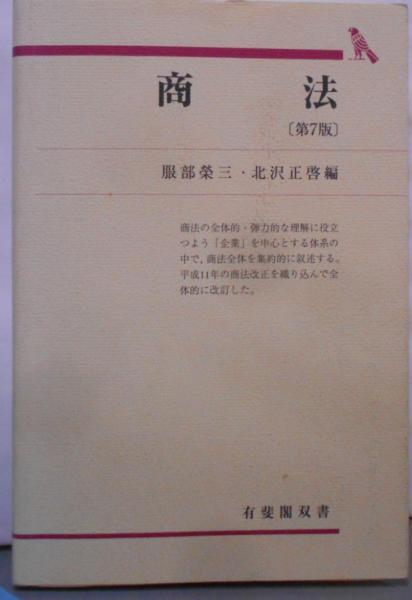 商 法
〔第7版〕
服部榮三・北沢正啓編
商法の全体的・弾力的な理解に役立
つよう「企業」を中心とする体系の
中で，商法全体を集約的に叙述する。
平成11年の商法改正を織り込んで全
体的に改訂した。
有斐閣双書